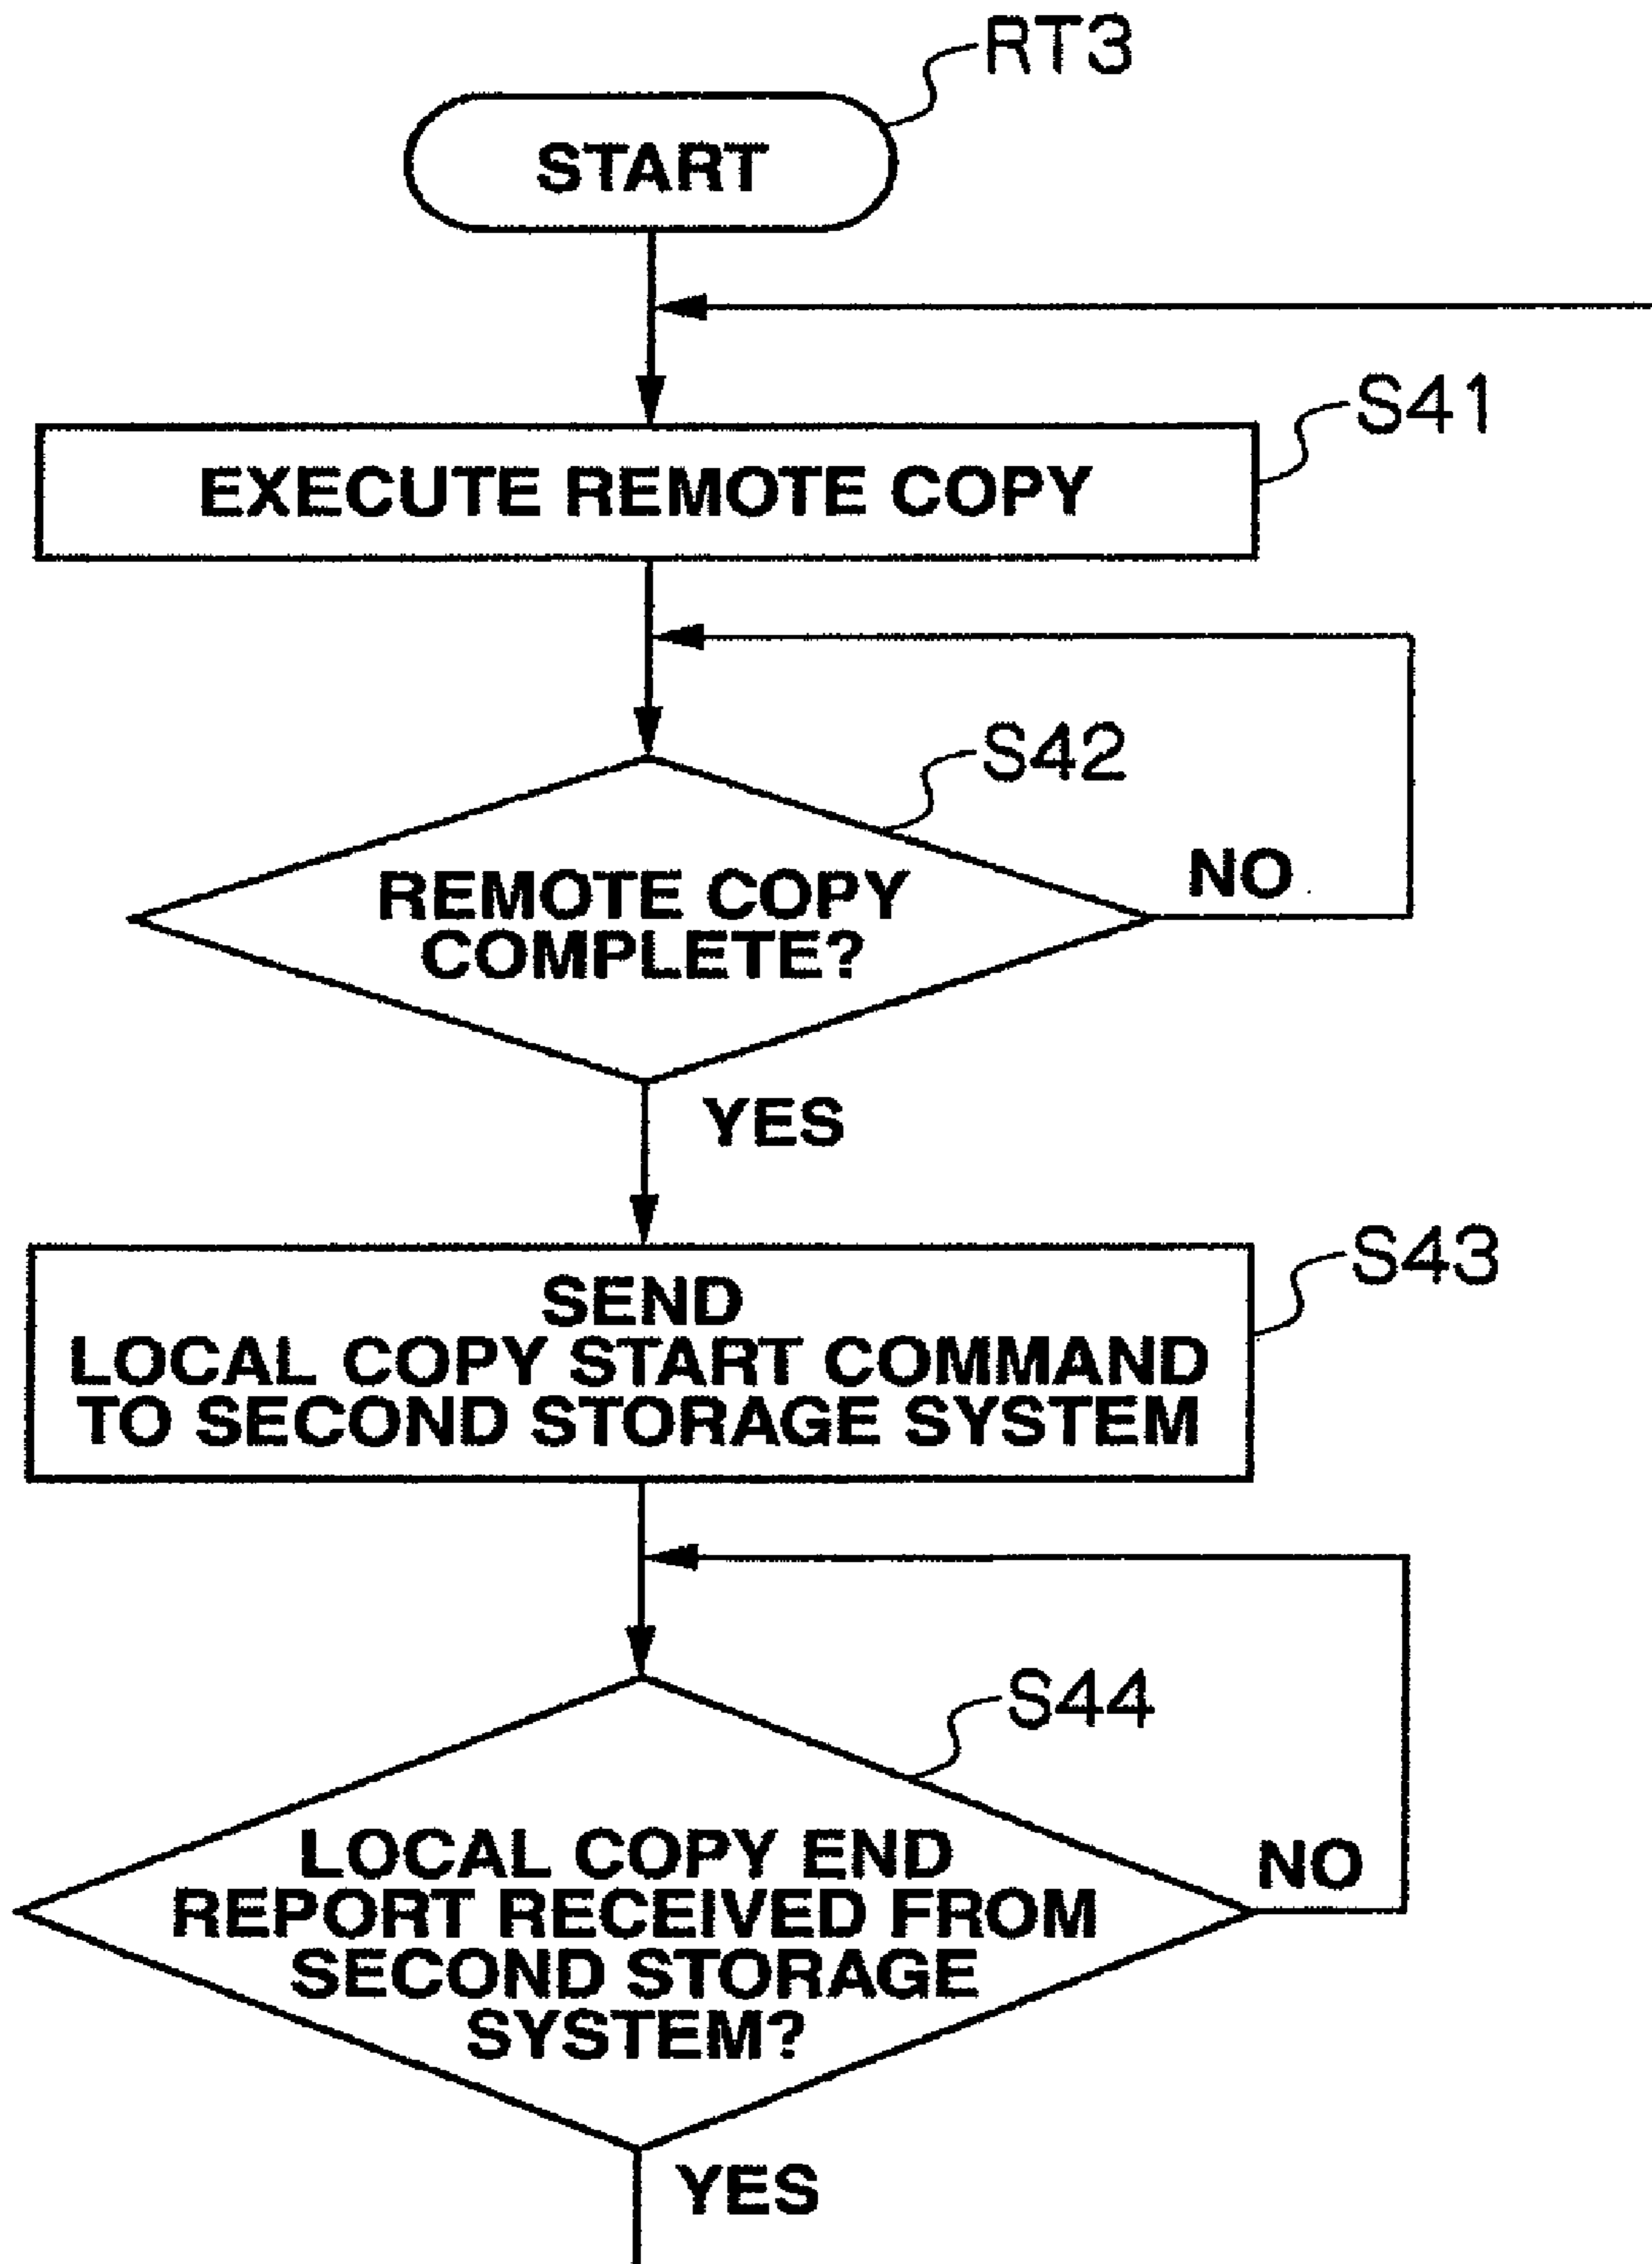 RT3
START
S41
EXECUTE REMOTE COPY
S42
REMOTE COPY
COMPLETE?
NO
YES
S43
SEND
LOCAL COPY START COMMAND
TO SECOND STORAGE SYSTEM
S44
LOCAL COPY END
REPORT RECEIVED FROM
SECOND STORAGE
SYSTEM?
NO
YES